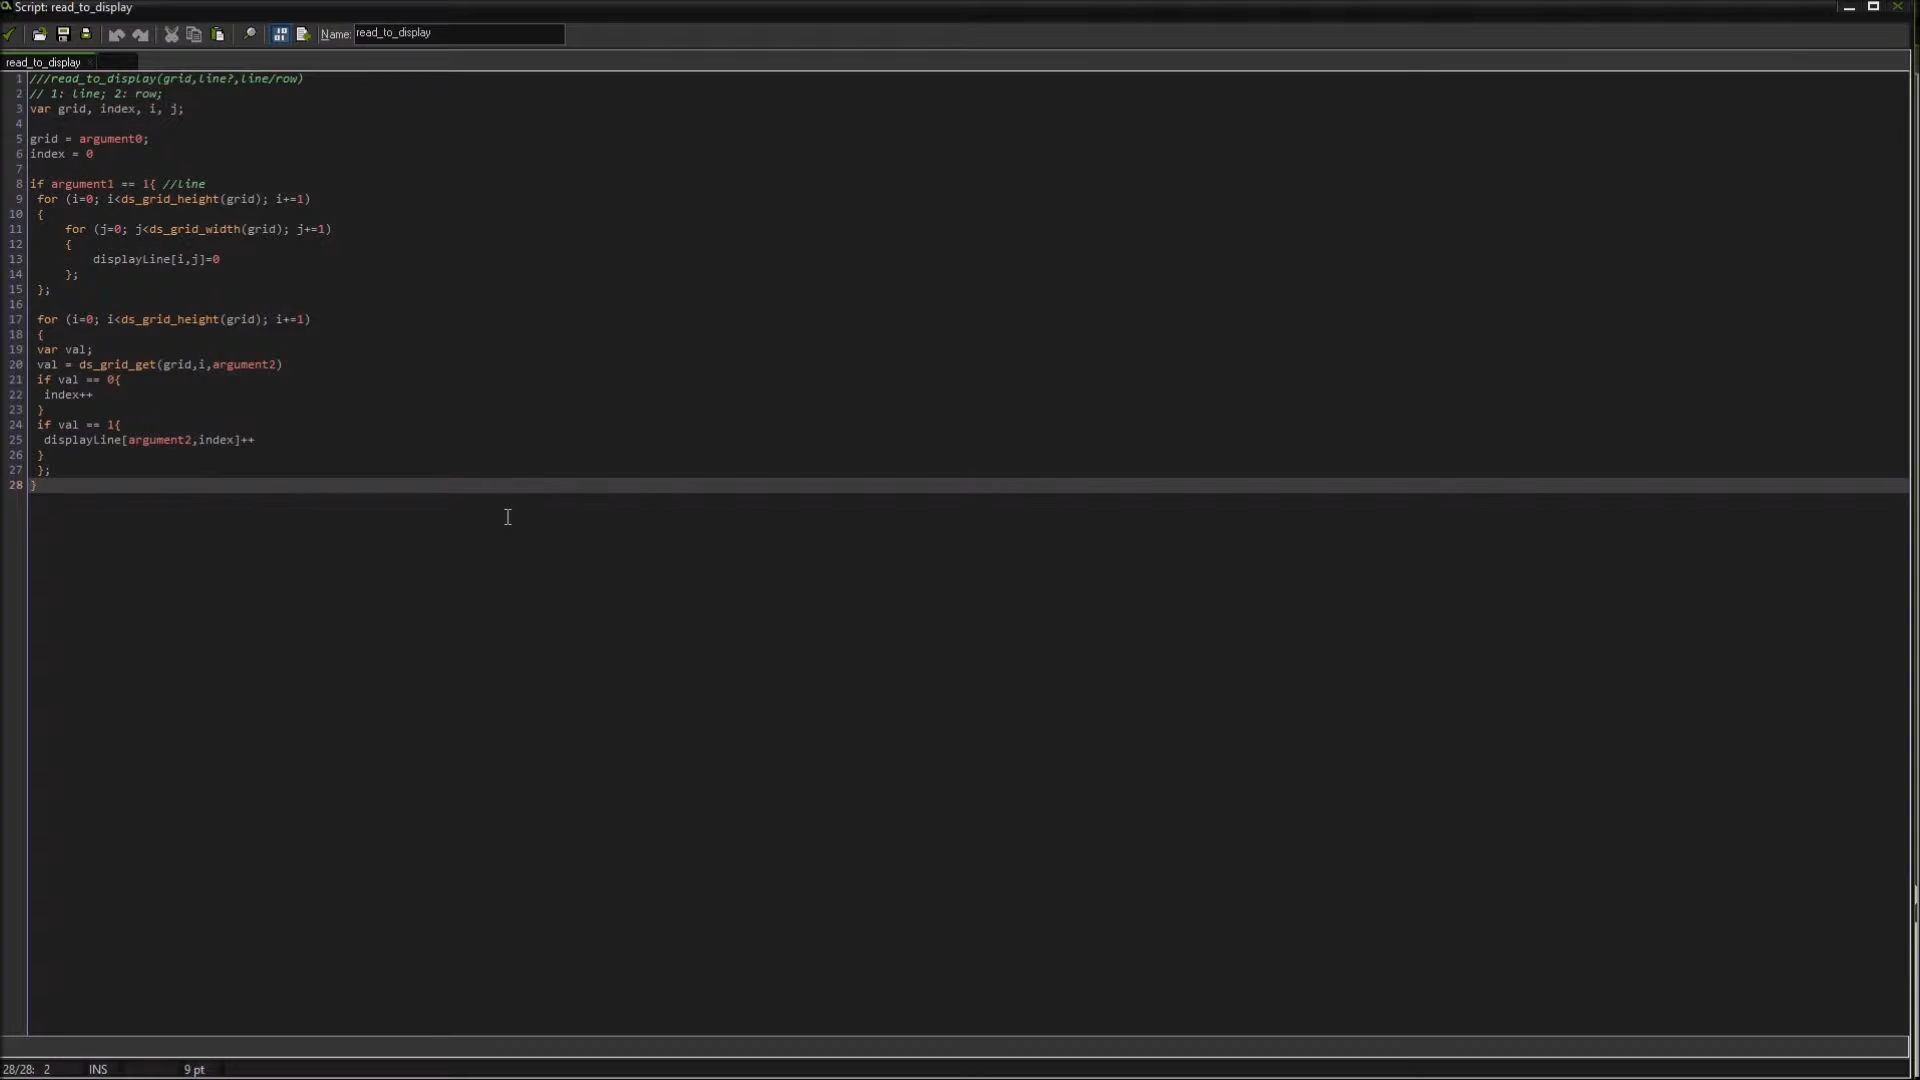 Script: read_to_display
Name: read_to_display
read_to_display
1 ///read_to_display(grid,line?,line/row)
2 // 1: line; 2: row;
3 var grid, index, i, j;
4
5 grid = argument0;
6 index = 0
7
8 if argument1 == 1{ //line
9 for (i=0; i<ds_grid_height(grid); i+=1)
10 {
11 for (j=0; j<ds_grid_width(grid); j+=1)
12 {
13 displayLine[i,j]=0
14 };
15 };
16
17 for (i=0; i<ds_grid_height(grid); i+=1)
18 {
19 var val;
20 val = ds_grid_get(grid,i,argument2)
21 if val == 0{
22 index++
23 }
24 if val == 1{
25 displayLine[argument2,index]++
26 }
27 };
28 }
28/28: 2 INS 9 pt